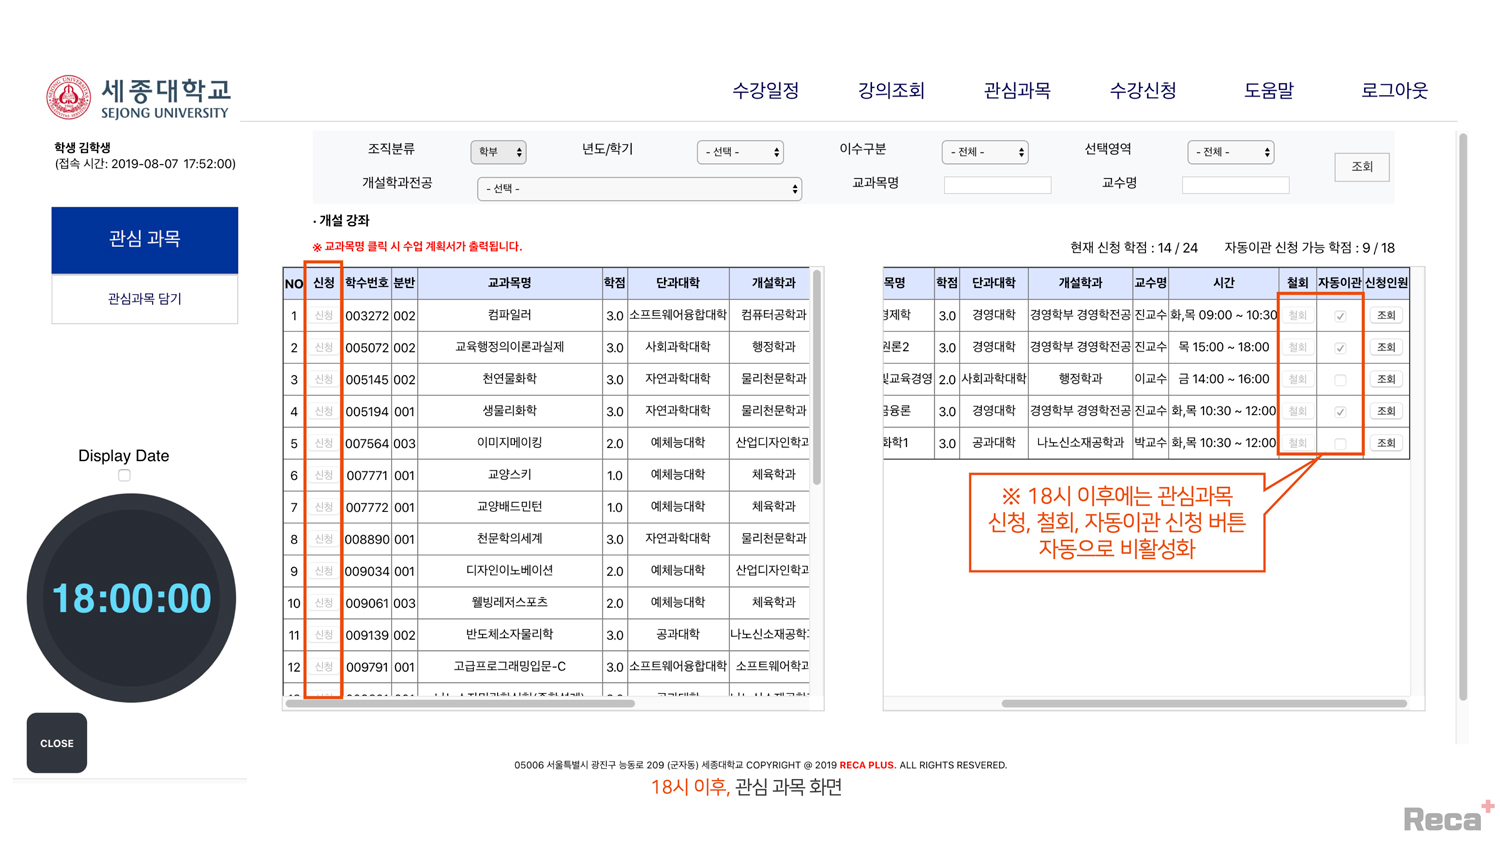 세종대학교
SEJONG UNIVERSITY
수강일정 강의조회 관심과목 수강신청 도움말 로그아웃
학생 김학생
(접속 시간: 2019-08-07 17:52:00)
조직분류 학부 년도/학기 - 선택 - 이수구분 - 전체 - 선택영역 - 전체 -
개설학과전공 - 선택 - 교과목명 교수명 조회
관심 과목
관심과목 담기
· 개설 강좌
※ 교과목명 클릭 시 수업 계획서가 출력됩니다.
현재 신청 학점 : 14 / 24 자동이관 신청 가능 학점 : 9 / 18
NO 신청 학수번호 분반 교과목명 학점 단과대학 개설학과
1 신청 003272 002 컴파일러 3.0 소프트웨어융합대학 컴퓨터공학과
2 신청 005072 002 교육행정의이론과실제 3.0 사회과학대학 행정학과
3 신청 005145 002 천연물화학 3.0 자연과학대학 물리천문학과
4 신청 005194 001 생물리화학 3.0 자연과학대학 물리천문학과
5 신청 007564 003 이미지메이킹 2.0 예체능대학 산업디자인학과
6 신청 007771 001 교양스키 1.0 예체능대학 체육학과
7 신청 007772 001 교양배드민턴 1.0 예체능대학 체육학과
8 신청 008890 001 천문학의세계 3.0 자연과학대학 물리천문학과
9 신청 009034 001 디자인이노베이션 2.0 예체능대학 산업디자인학과
10 신청 009061 003 웰빙레저스포츠 2.0 예체능대학 체육학과
11 신청 009139 002 반도체소자물리학 3.0 공과대학 나노신소재공학
12 신청 009791 001 고급프로그래밍입문-C 3.0 소프트웨어융합대학 소프트웨어학과
목명 학점 단과대학 개설학과 교수명 시간 철회 자동이관 신청인원
경제학 3.0 경영대학 경영학부 경영학전공 진교수 화,목 09:00 ~ 10:30 철회 조회
원론2 3.0 경영대학 경영학부 경영학전공 진교수 목 15:00 ~ 18:00 철회 조회
및교육경영 2.0 사회과학대학 행정학과 이교수 금 14:00 ~ 16:00 철회 조회
금융론 3.0 경영대학 경영학부 경영학전공 진교수 화,목 10:30 ~ 12:00 철회 조회
화학1 3.0 공과대학 나노신소재공학과 박교수 화,목 10:30 ~ 12:00 철회 조회
※ 18시 이후에는 관심과목
신청, 철회, 자동이관 신청 버튼
자동으로 비활성화
Display Date
18:00:00
CLOSE
05006 서울특별시 광진구 능동로 209 (군자동) 세종대학교 COPYRIGHT @ 2019 RECA PLUS. ALL RIGHTS RESVERED.
18시 이후, 관심 과목 화면
Reca+